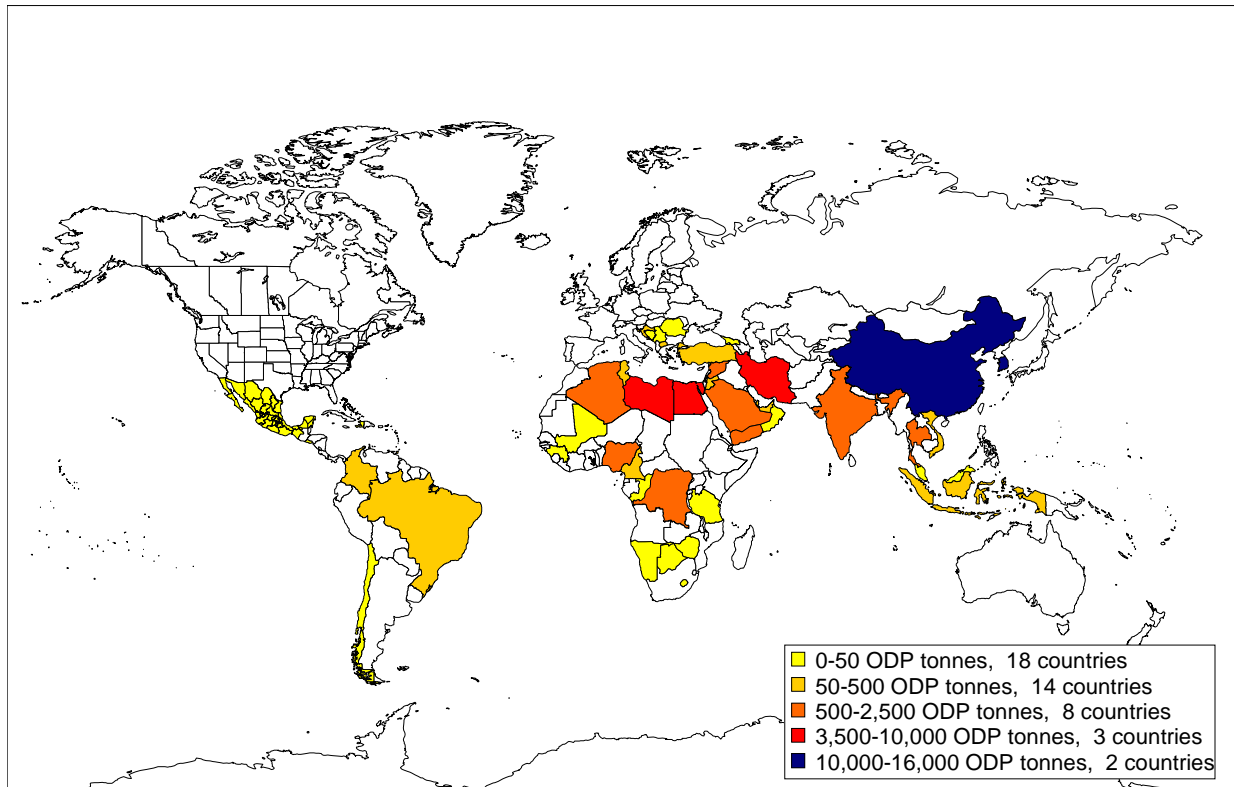 0-50 ODP tonnes, 18 countries
50-500 ODP tonnes, 14 countries
500-2,500 ODP tonnes, 8 countries
3,500-10,000 ODP tonnes, 3 countries
10,000-16,000 ODP tonnes, 2 countries